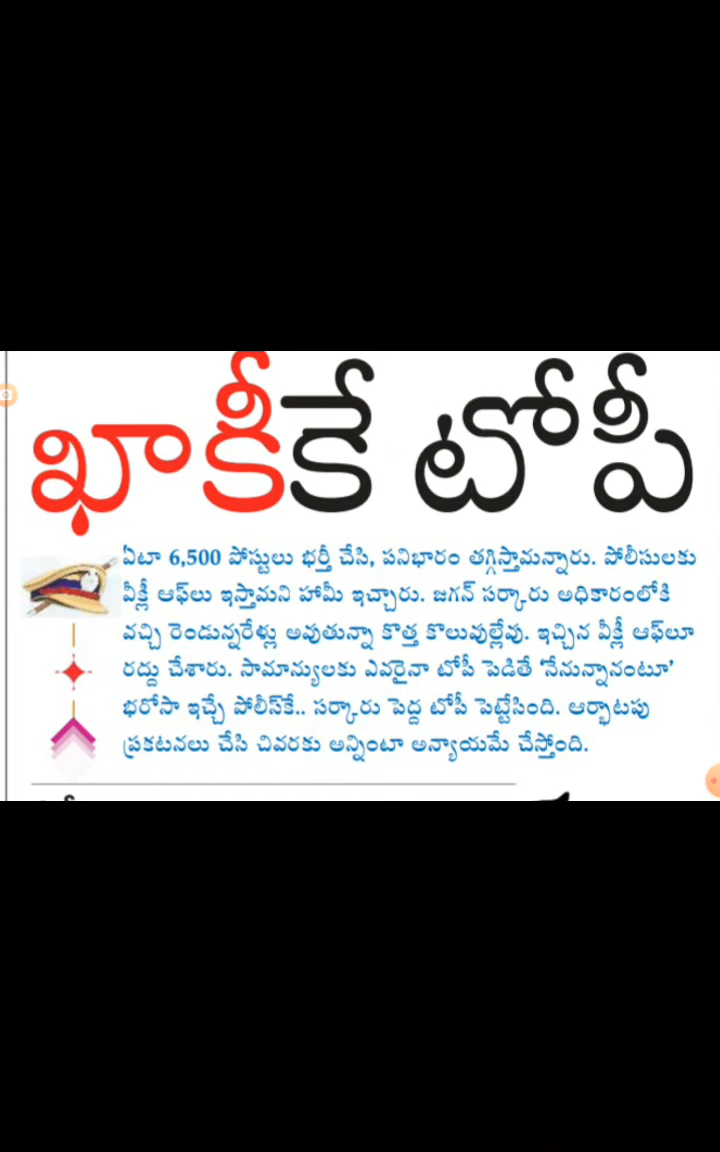 ఖాకీకే టోపీ
ఏటా 6,500 పోస్టులు భర్తీ చేసి, పనిభారం తగ్గిస్తామన్నారు. పోలీసులకు
వీక్లీ ఆఫ్‌లు ఇస్తామని హామీ ఇచ్చారు. జగన్ సర్కారు అధికారంలోకి
వచ్చి రెండున్నరేళ్లు అవుతున్నా కొత్త కొలువుల్లేవు. ఇచ్చిన వీక్లీ ఆఫ్‌లూ
రద్దు చేశారు. సామాన్యులకు ఎవరైనా టోపీ పెడితే 'నేనున్నానంటూ'
భరోసా ఇచ్చే పోలీస్‌కే.. సర్కారు పెద్ద టోపీ పెట్టేసింది. ఆర్భాటపు
ప్రకటనలు చేసి చివరకు అన్నింటా అన్యాయమే చేస్తోంది.